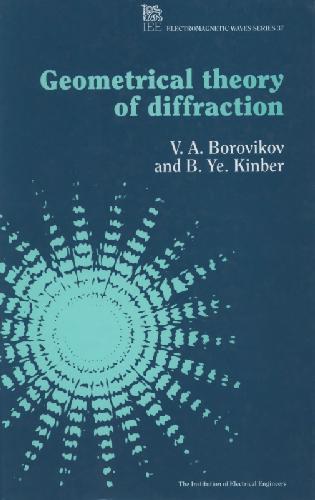 IEE
ELECTROMAGNETIC WAVES SERIES 37
Geometrical theory
of diffraction
V. A. Borovikov
and B. Ye. Kinber
The Institution of Electrical Engineers